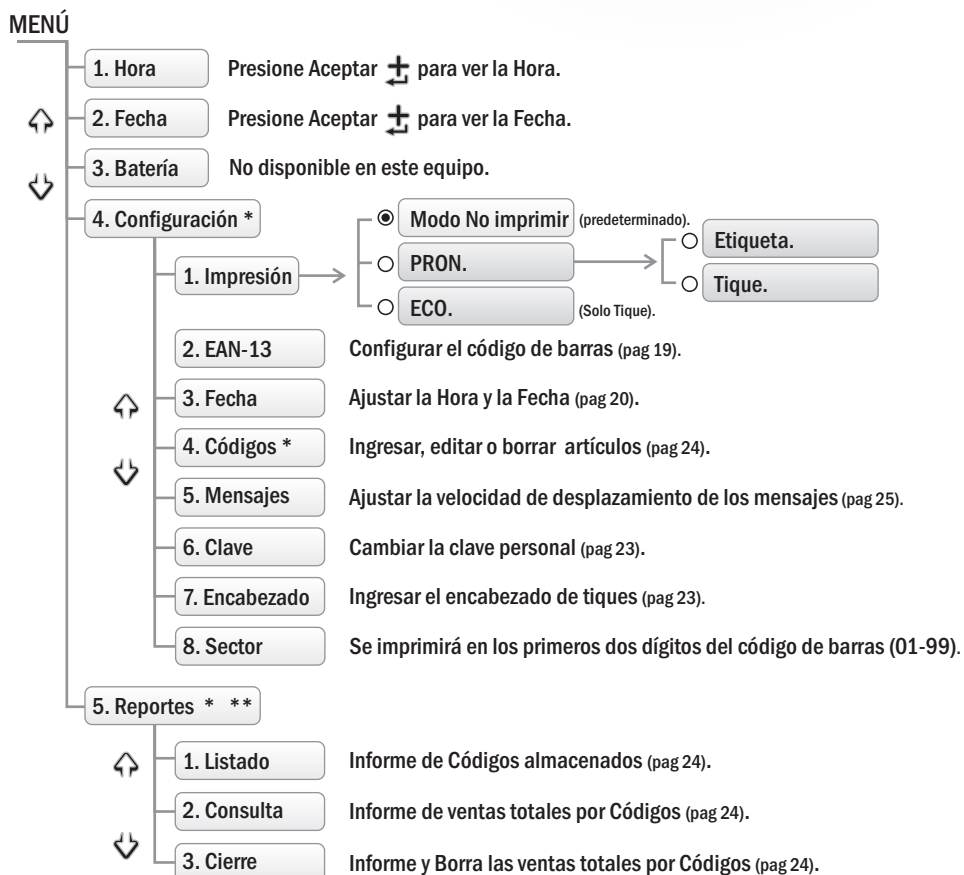 MENÚ
1. Hora Presione Aceptar para ver la Hora.
2. Fecha Presione Aceptar para ver la Fecha.
3. Batería No disponible en este equipo.
4. Configuración *
1. Impresión
Modo No imprimir (predeterminado).
PRON.
ECO. (Solo Tique).
Etiqueta.
Tique.
2. EAN-13 Configurar el código de barras (pag 19).
3. Fecha Ajustar la Hora y la Fecha (pag 20).
4. Códigos * Ingresar, editar o borrar artículos (pag 24).
5. Mensajes Ajustar la velocidad de desplazamiento de los mensajes (pag 25).
6. Clave Cambiar la clave personal (pag 23).
7. Encabezado Ingresar el encabezado de tiques (pag 23).
8. Sector Se imprimirá en los primeros dos dígitos del código de barras (01-99).
5. Reportes * **
1. Listado Informe de Códigos almacenados (pag 24).
2. Consulta Informe de ventas totales por Códigos (pag 24).
3. Cierre Informe y Borra las ventas totales por Códigos (pag 24).